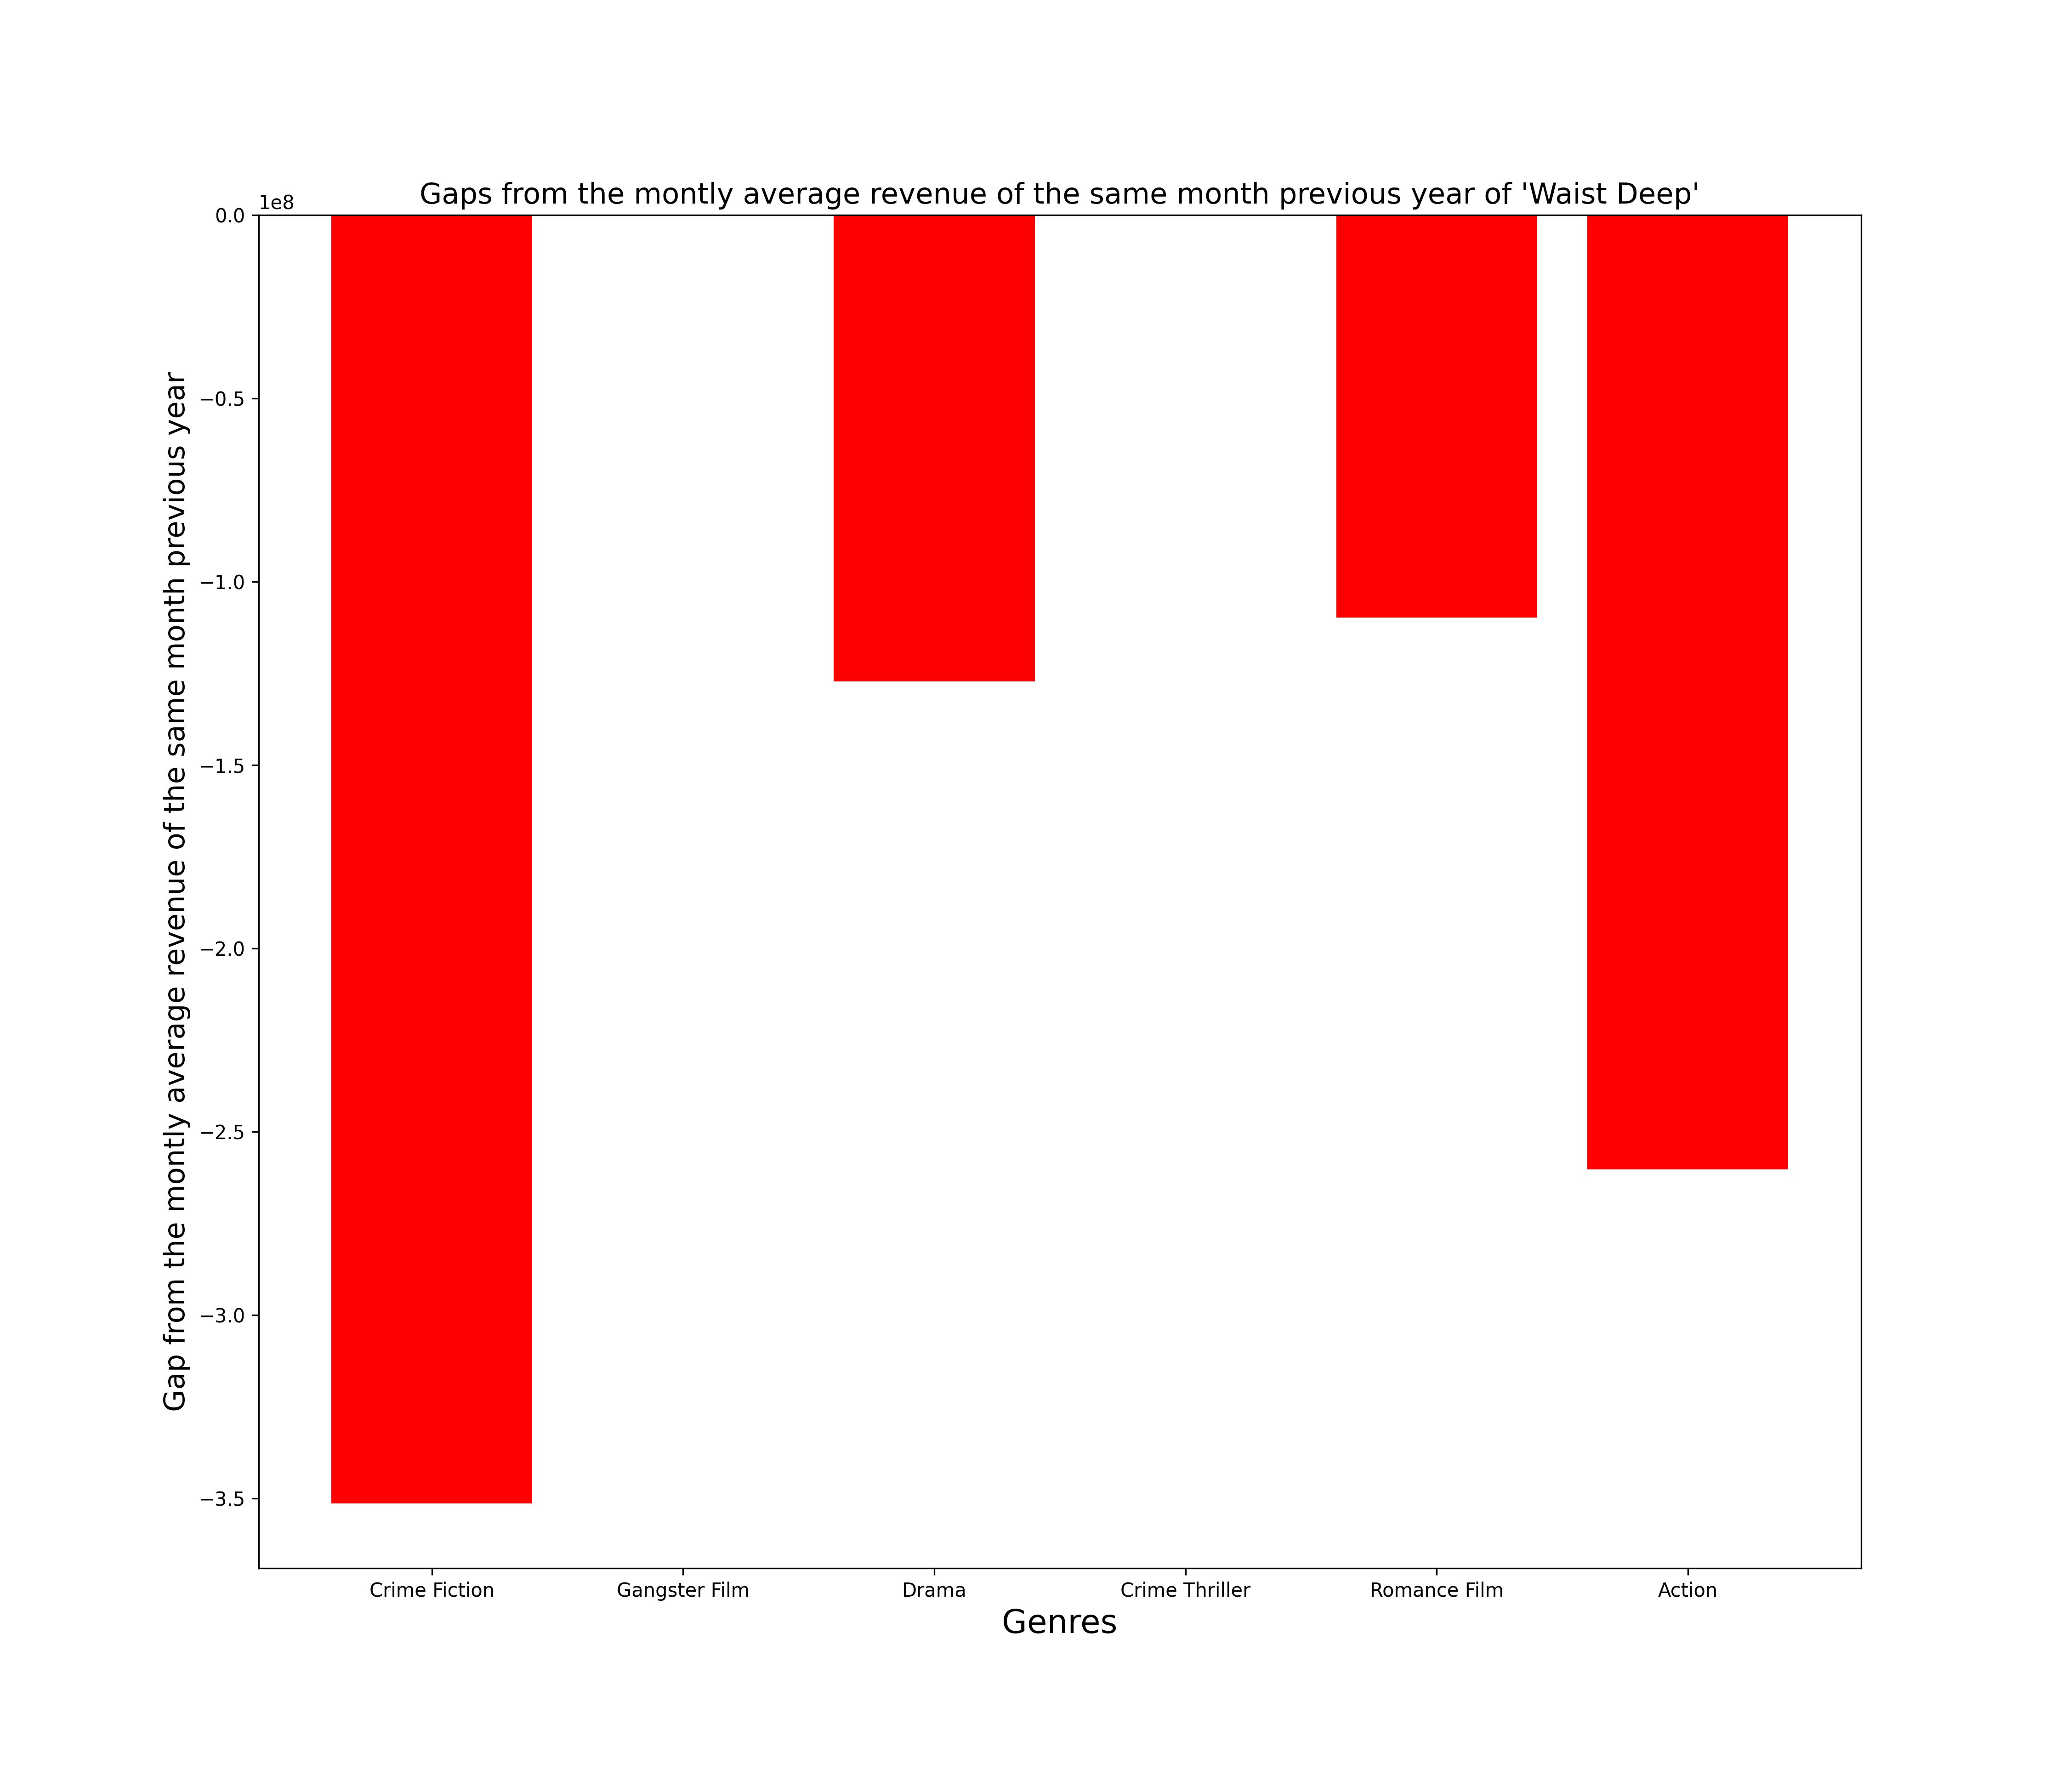 Gaps from the montly average revenue of the same month previous year of 'Waist Deep'
1e8
0.0
−0.5
−1.0
−1.5
−2.0
−2.5
−3.0
−3.5
Gap from the montly average revenue of the same month previous year
Crime Fiction Gangster Film Drama Crime Thriller Romance Film Action
Genres